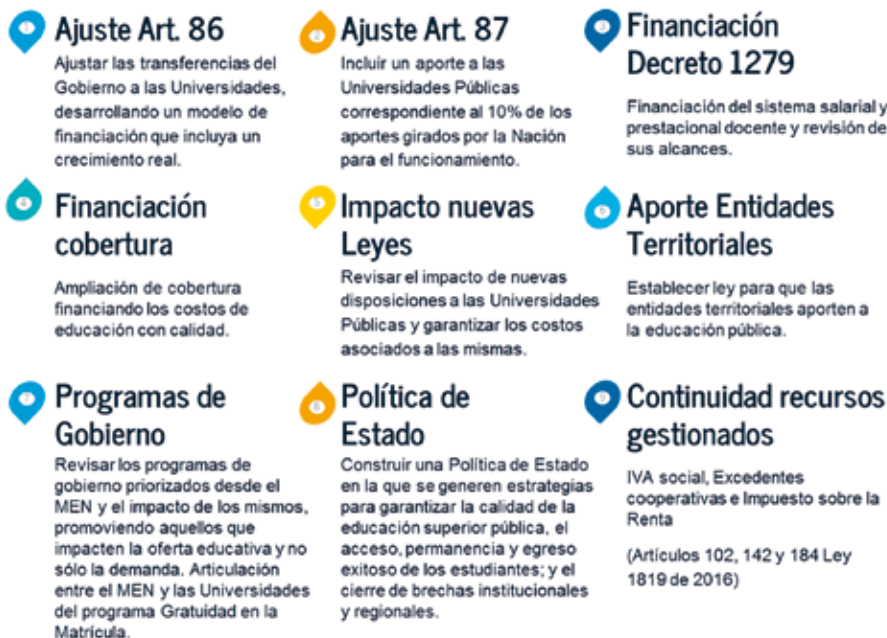 1
Ajuste Art. 86
Ajustar las transferencias del
Gobierno a las Universidades,
desarrollando un modelo de
financiación que incluya un
crecimiento real.
2
Ajuste Art. 87
Incluir un aporte a las
Universidades Públicas
correspondiente al 10% de los
aportes girados por la Nación
para el funcionamiento.
3
Financiación
Decreto 1279
Financiación del sistema salarial y
prestacional docente y revisión de
sus alcances.
4
Financiación
cobertura
Ampliación de cobertura
financiando los costos de
educación con calidad.
5
Impacto nuevas
Leyes
Revisar el impacto de nuevas
disposiciones a las Universidades
Públicas y garantizar los costos
asociados a las mismas.
6
Aporte Entidades
Territoriales
Establecer ley para que las
entidades territoriales aporten a
la educación pública.
7
Programas de
Gobierno
Revisar los programas de
gobierno priorizados desde el
MEN y el impacto de los mismos,
promoviendo aquellos que
impacten la oferta educativa y no
sólo la demanda. Articulación
entre el MEN y las Universidades
del programa Gratuidad en la
Matrícula.
8
Política de
Estado
Construir una Política de Estado
en la que se generen estrategias
para garantizar la calidad de la
educación superior pública, el
acceso, permanencia y egreso
exitoso de los estudiantes; y el
cierre de brechas institucionales
y regionales.
9
Continuidad recursos
gestionados
IVA social, Excedentes
cooperativas e Impuesto sobre la
Renta
(Artículos 102, 142 y 184 Ley
1819 de 2016)